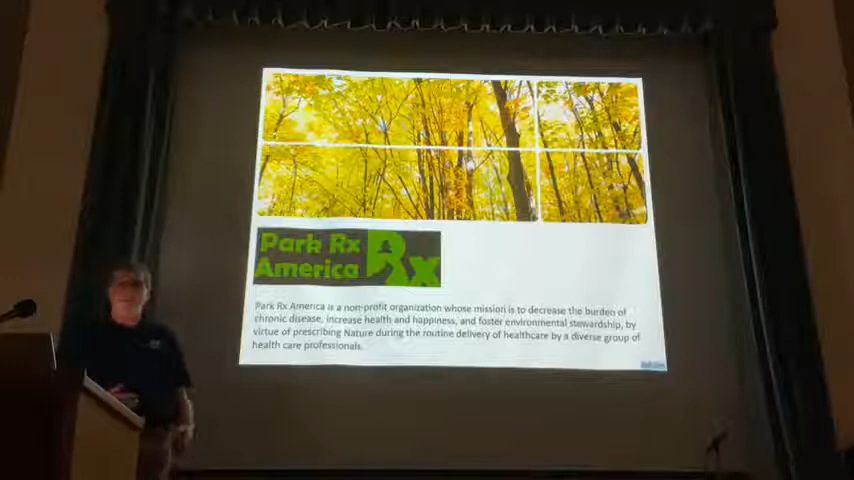 Park Rx
America
Rx
Park Rx America is a non-profit organization whose mission is to decrease the burden of
chronic disease, increase health and happiness, and foster environmental stewardship, by
virtue of prescribing Nature during the routine delivery of healthcare by a diverse group of
health care professionals.